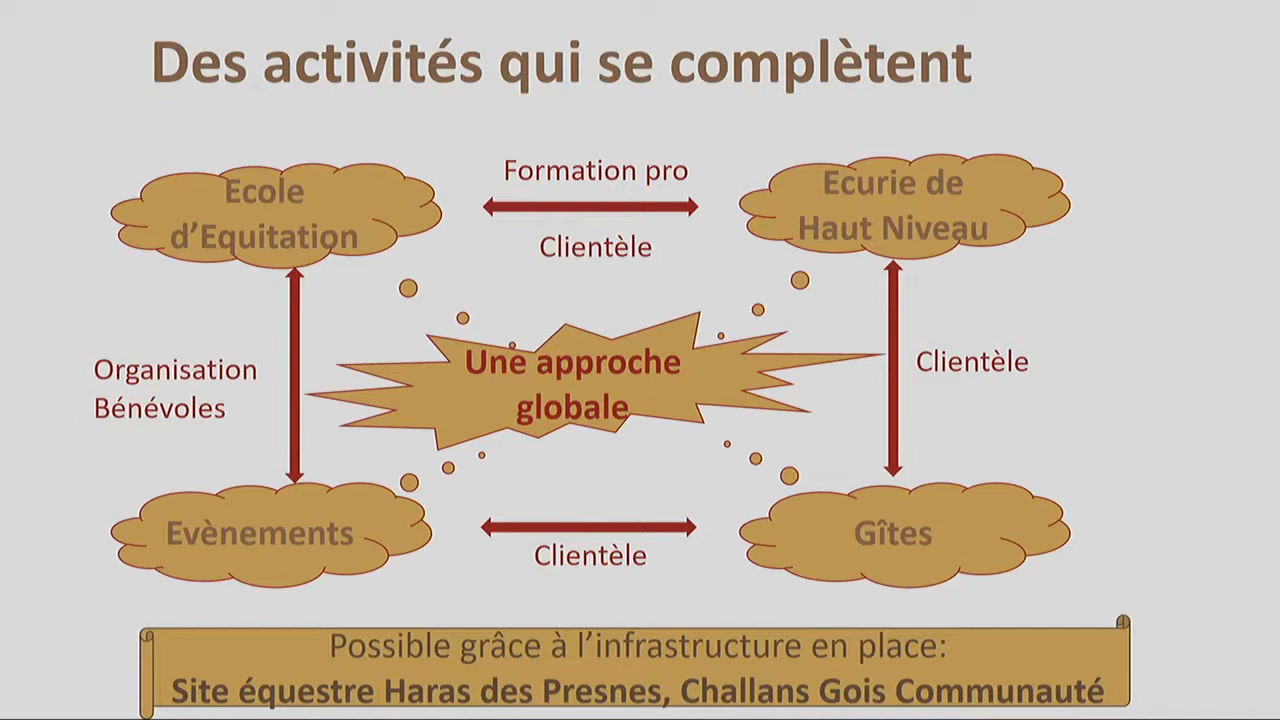 Des activités qui se complètent
Ecole
d'Equitation
Formation pro
Clientèle
Ecurie de
Haut Niveau
Organisation
Bénévoles
Une approche
globale
Clientèle
Evènements
Clientèle
Gîtes
Possible grâce à l'infrastructure en place:
Site équestre Haras des Presnes, Challans Gois Communauté